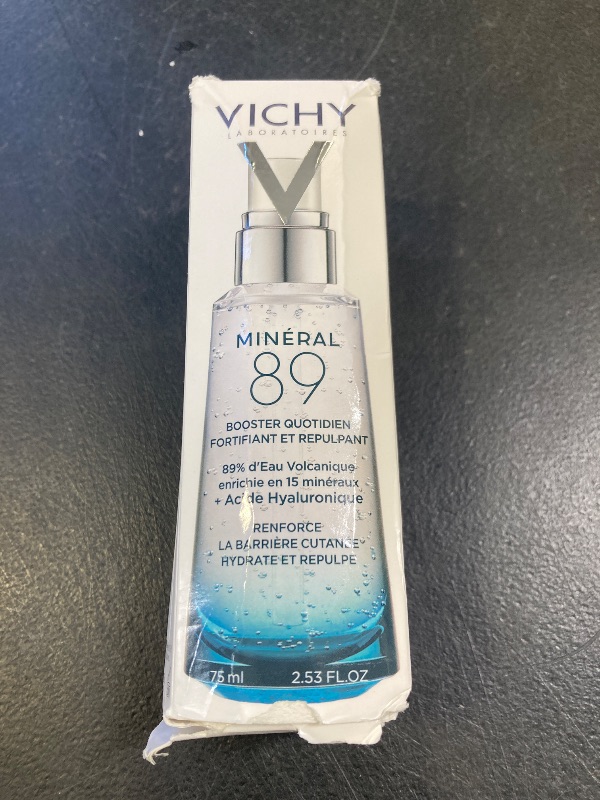 VICHY
LABORATOIRES
MINÉRAL
89
BOOSTER QUOTIDIEN
FORTIFIANT ET REPULPANT
89% d'Eau Volcanique
enrichie en 15 minéraux
+ Acide Hyaluronique
RENFORCE
LA BARRIÈRE CUTANÉE
HYDRATE ET REPULPE
75 ml 2.53 FL.OZ